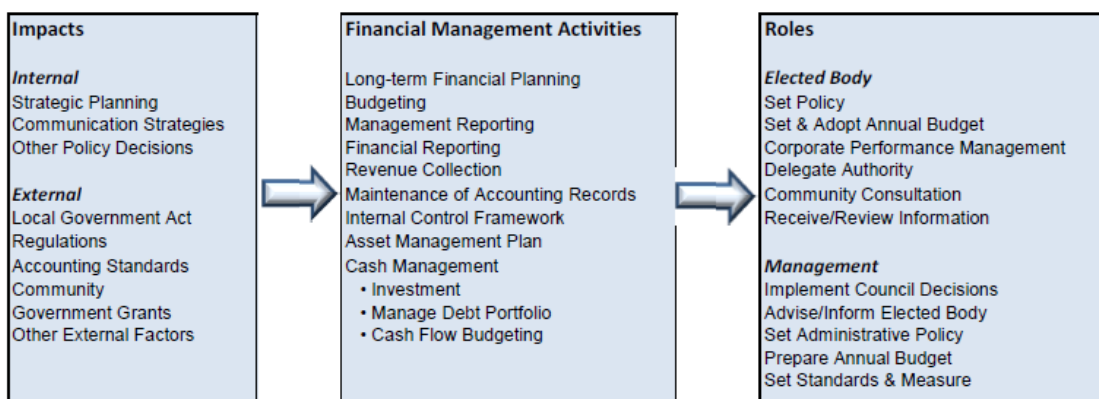 Impacts
Internal
Strategic Planning
Communication Strategies
Other Policy Decisions
External
Local Government Act
Regulations
Accounting Standards
Community
Government Grants
Other External Factors
Financial Management Activities
Long-term Financial Planning
Budgeting
Management Reporting
Financial Reporting
Revenue Collection
Maintenance of Accounting Records
Internal Control Framework
Asset Management Plan
Cash Management
• Investment
• Manage Debt Portfolio
• Cash Flow Budgeting
Roles
Elected Body
Set Policy
Set & Adopt Annual Budget
Corporate Performance Management
Delegate Authority
Community Consultation
Receive/Review Information
Management
Implement Council Decisions
Advise/Inform Elected Body
Set Administrative Policy
Prepare Annual Budget
Set Standards & Measure